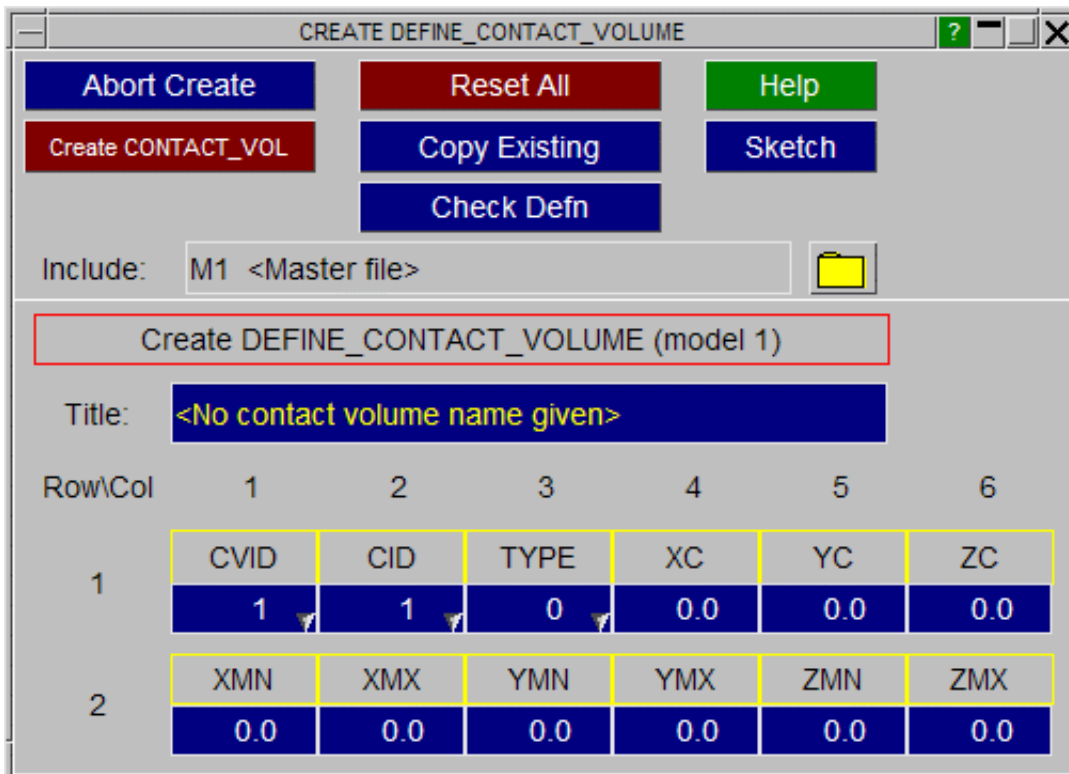 CREATE DEFINE_CONTACT_VOLUME ?
Abort Create Reset All Help
Create CONTACT_VOL Copy Existing Sketch
Check Defn
Include: M1 <Master file>
Create DEFINE_CONTACT_VOLUME (model 1)
Title: <No contact volume name given>
Row\Col 1 2 3 4 5 6
CVID CID TYPE XC YC ZC
1
1 1 0 0.0 0.0 0.0
XMN XMX YMN YMX ZMN ZMX
2
0.0 0.0 0.0 0.0 0.0 0.0